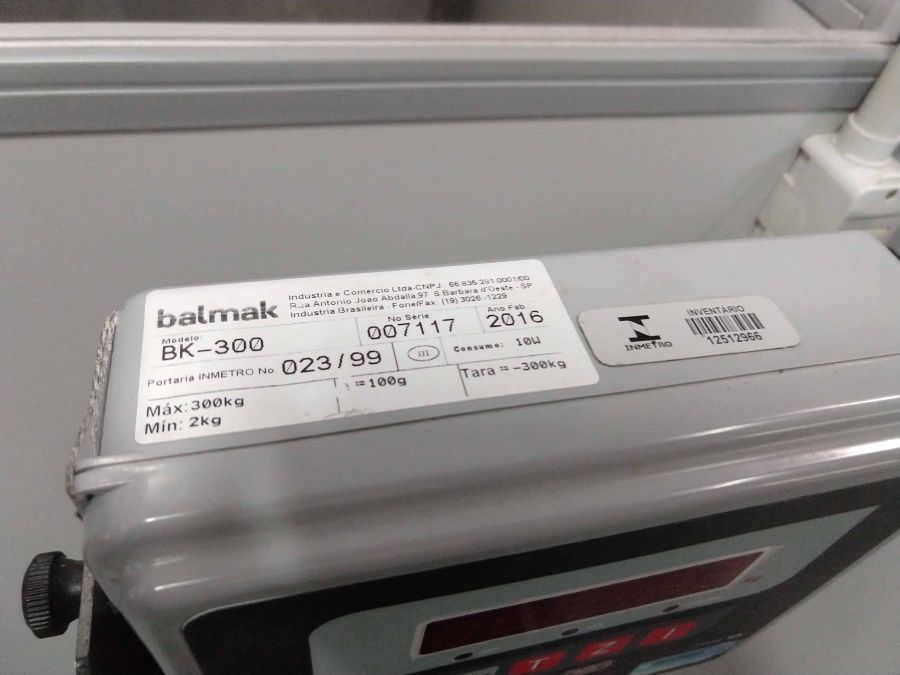 balmak
Industria e Comercio Ltda-CNPJ. 66.835.281.0001/00
Rua Antonio Joao Abdalla 97 S Barbara d'Oeste - SP
Industria Brasileira - Fone/Fax. (19) 3026 -1229
Modelo:
BK-300
No.Série
007117
Ano Fab
2016
Portaria INMETRO No. 023/99
III
Consumo: 10W
Máx:300kg
Mín: 2kg
=100g
Tara = -300kg
INMETRO
INVENTÁRIO
12512966
T Z I